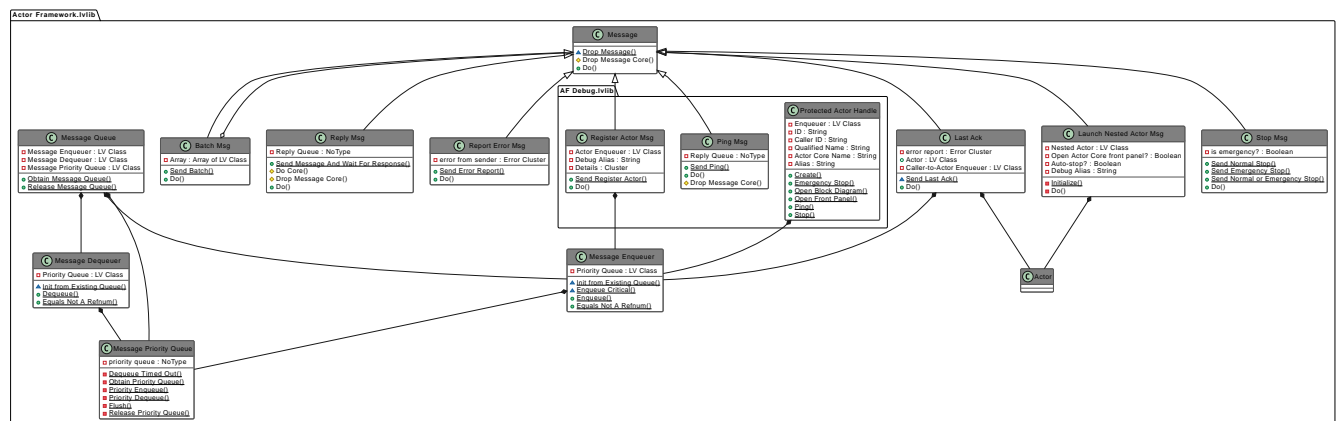 Actor Framework.lvlib
C Message
Drop Message()
Drop Message Core()
Do()
AF Debug.lvlib
C Message Queue
Message Enqueuer : LV Class
Message Dequeuer : LV Class
Message Priority Queue : LV Class
Obtain Message Queue()
Release Message Queue()
C Batch Msg
Array : Array of LV Class
Send Batch()
Do()
C Reply Msg
Reply Queue : NoType
Send Message And Wait For Response()
Do Core()
Drop Message Core()
Do()
C Report Error Msg
error from sender : Error Cluster
Send Error Report()
Do()
C Register Actor Msg
Actor Enqueuer : LV Class
Debug Alias : String
Details : Cluster
Send Register Actor()
Do()
C Ping Msg
Reply Queue : NoType
Send Ping()
Do()
Drop Message Core()
C Protected Actor Handle
Enqueuer : LV Class
ID : String
Caller ID : String
Qualified Name : String
Actor Core Name : String
Alias : String
Create()
Emergency Stop()
Open Block Diagram()
Open Front Panel()
Ping()
Stop()
C Last Ack
error report : Error Cluster
Actor : LV Class
Caller-to-Actor Enqueuer : LV Class
Send Last Ack()
Do()
C Launch Nested Actor Msg
Nested Actor : LV Class
Open Actor Core front panel? : Boolean
Auto-stop? : Boolean
Debug Alias : String
Initialize()
Do()
C Stop Msg
is emergency? : Boolean
Send Normal Stop()
Send Emergency Stop()
Send Normal or Emergency Stop()
Do()
C Message Dequeuer
Priority Queue : LV Class
Init from Existing Queue()
Dequeue()
Equals Not A Refnum()
C Message Enqueuer
Priority Queue : LV Class
Init from Existing Queue()
Enqueue Critical()
Enqueue()
Equals Not A Refnum()
C Actor
C Message Priority Queue
priority queue : NoType
Dequeue Timed Out()
Obtain Priority Queue()
Priority Enqueue()
Priority Dequeue()
Flush()
Release Priority Queue()